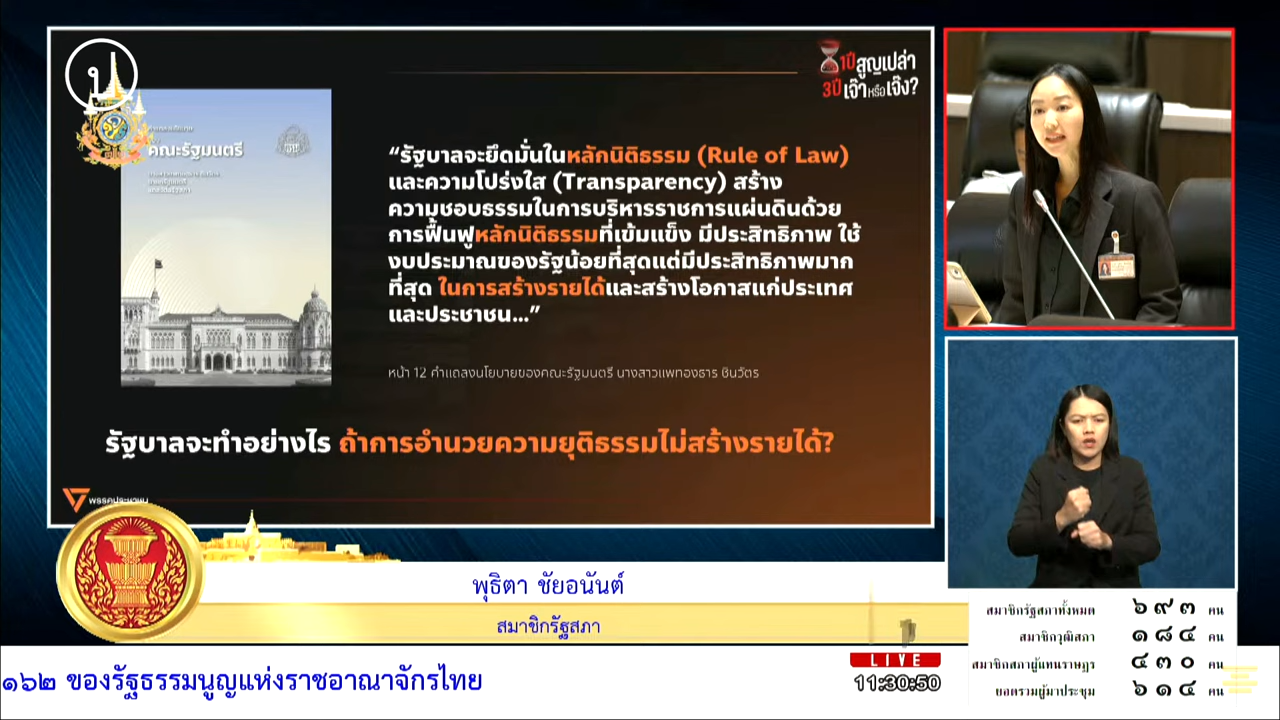 ป
1ปีสูญเปล่า
3ปีเจ๊าหรือเจ๊ง?
คณะรัฐมนตรี
“รัฐบาลจะยึดมั่นในหลักนิติธรรม (Rule of Law)
และความโปร่งใส (Transparency) สร้าง
ความชอบธรรมในการบริหารราชการแผ่นดินด้วย
การฟื้นฟูหลักนิติธรรมที่เข้มแข็ง มีประสิทธิภาพ ใช้
งบประมาณของรัฐน้อยที่สุดแต่มีประสิทธิภาพมาก
ที่สุด ในการสร้างรายได้และสร้างโอกาสแก่ประเทศ
และประชาชน...”
หน้า 12 คำแถลงนโยบายของคณะรัฐมนตรี นางสาวแพทองธาร ชินวัตร
รัฐบาลจะทำอย่างไร ถ้าการอำนวยความยุติธรรมไม่สร้างรายได้?
พรรคประชาชน
พุธิตา ชัยอนันต์
สมาชิกรัฐสภา
สมาชิกรัฐสภาทั้งหมด ๖๙๓ คน
สมาชิกวุฒิสภา ๑๘๔ คน
สมาชิกสภาผู้แทนราษฎร ๔๓๐ คน
ยอดรวมผู้มาประชุม ๖๑๔ คน
LIVE
11:30:50
๑๖๒ ของรัฐธรรมนูญแห่งราชอาณาจักรไทย